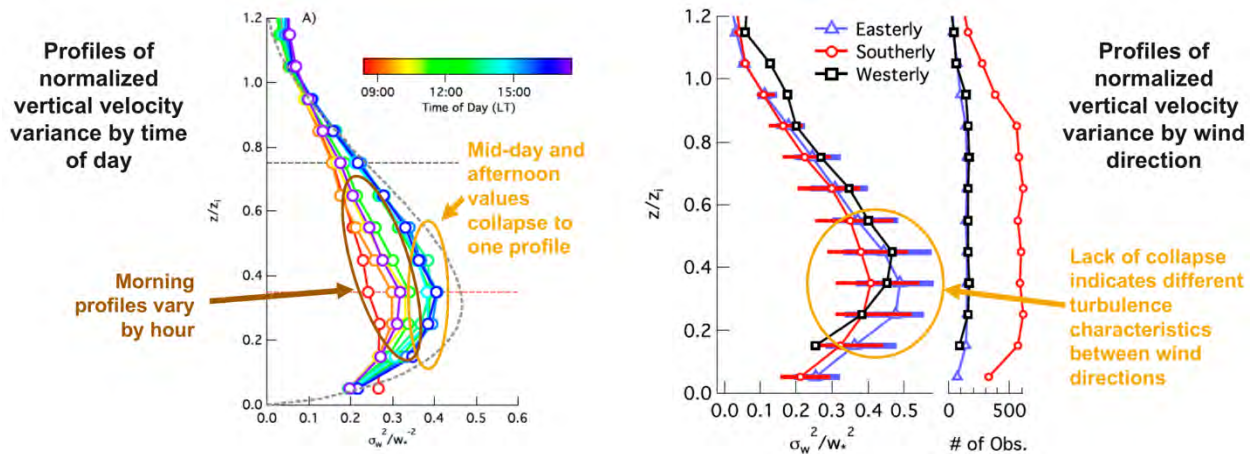 Profiles of
normalized
vertical velocity
variance by time
of day
A)
09:00
12:00
15:00
Time of Day (LT)
Mid-day and
afternoon
values
collapse to
one profile
Morning
profiles vary
by hour
z/zi
1.2
1.0
0.8
0.6
0.4
0.2
0.0
0.0 0.1 0.2 0.3 0.4 0.5 0.6
σw²/w*⁻²
Easterly
Southerly
Westerly
z/zi
1.2
1.0
0.8
0.6
0.4
0.2
0.0
0.0 0.1 0.2 0.3 0.4 0.5
σw²/w*²
0 500
# of Obs.
Profiles of
normalized
vertical velocity
variance by wind
direction
Lack of collapse
indicates different
turbulence
characteristics
between wind
directions